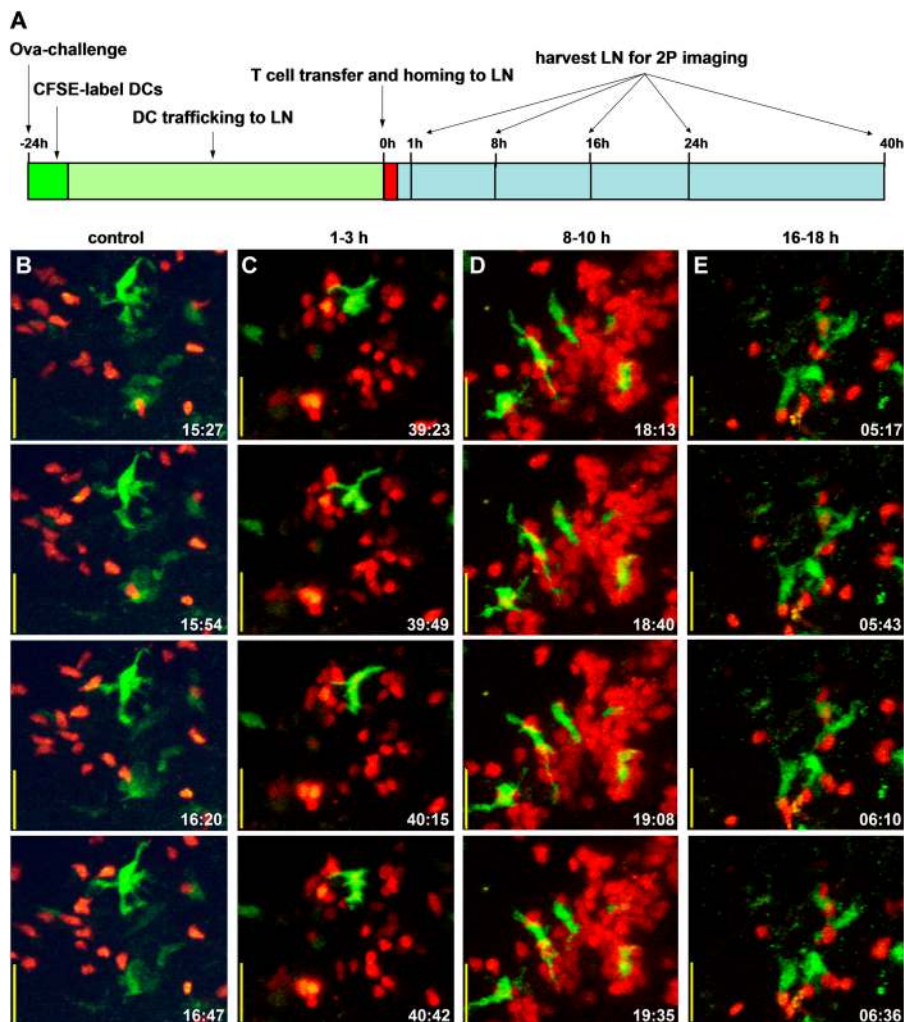 A
Ova-challenge
CFSE-label DCs
DC trafficking to LN
T cell transfer and homing to LN
harvest LN for 2P imaging
-24h
0h
1h
8h
16h
24h
40h
control
1-3 h
8-10 h
16-18 h
B
C
D
E
15:27
39:23
18:13
05:17
15:54
39:49
18:40
05:43
16:20
40:15
19:08
06:10
16:47
40:42
19:35
06:36